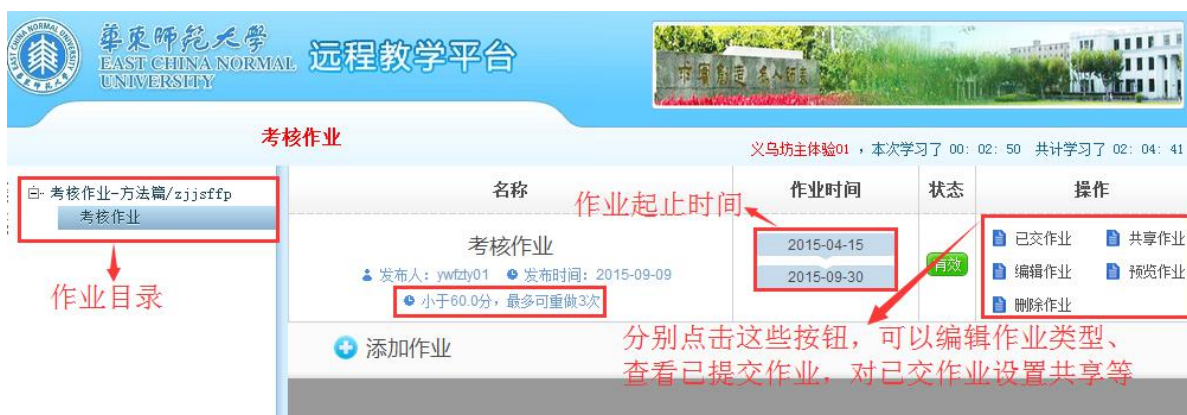 華東師範大學
EAST CHINA NORMAL
UNIVERSITY
远程教学平台
考核作业
义乌坊主体验01 ，本次学习了 00: 02: 50 共计学习了 02: 04: 41
考核作业-方法篇/zjjsffp
考核作业
作业目录
名称
作业时间
状态
操作
作业起止时间
考核作业
发布人：ywfzty01 发布时间：2015-09-09
小于60.0分，最多可重做3次
2015-04-15
2015-09-30
有效
已交作业 共享作业
编辑作业 预览作业
删除作业
添加作业
分别点击这些按钮，可以编辑作业类型、
查看已提交作业，对已交作业设置共享等